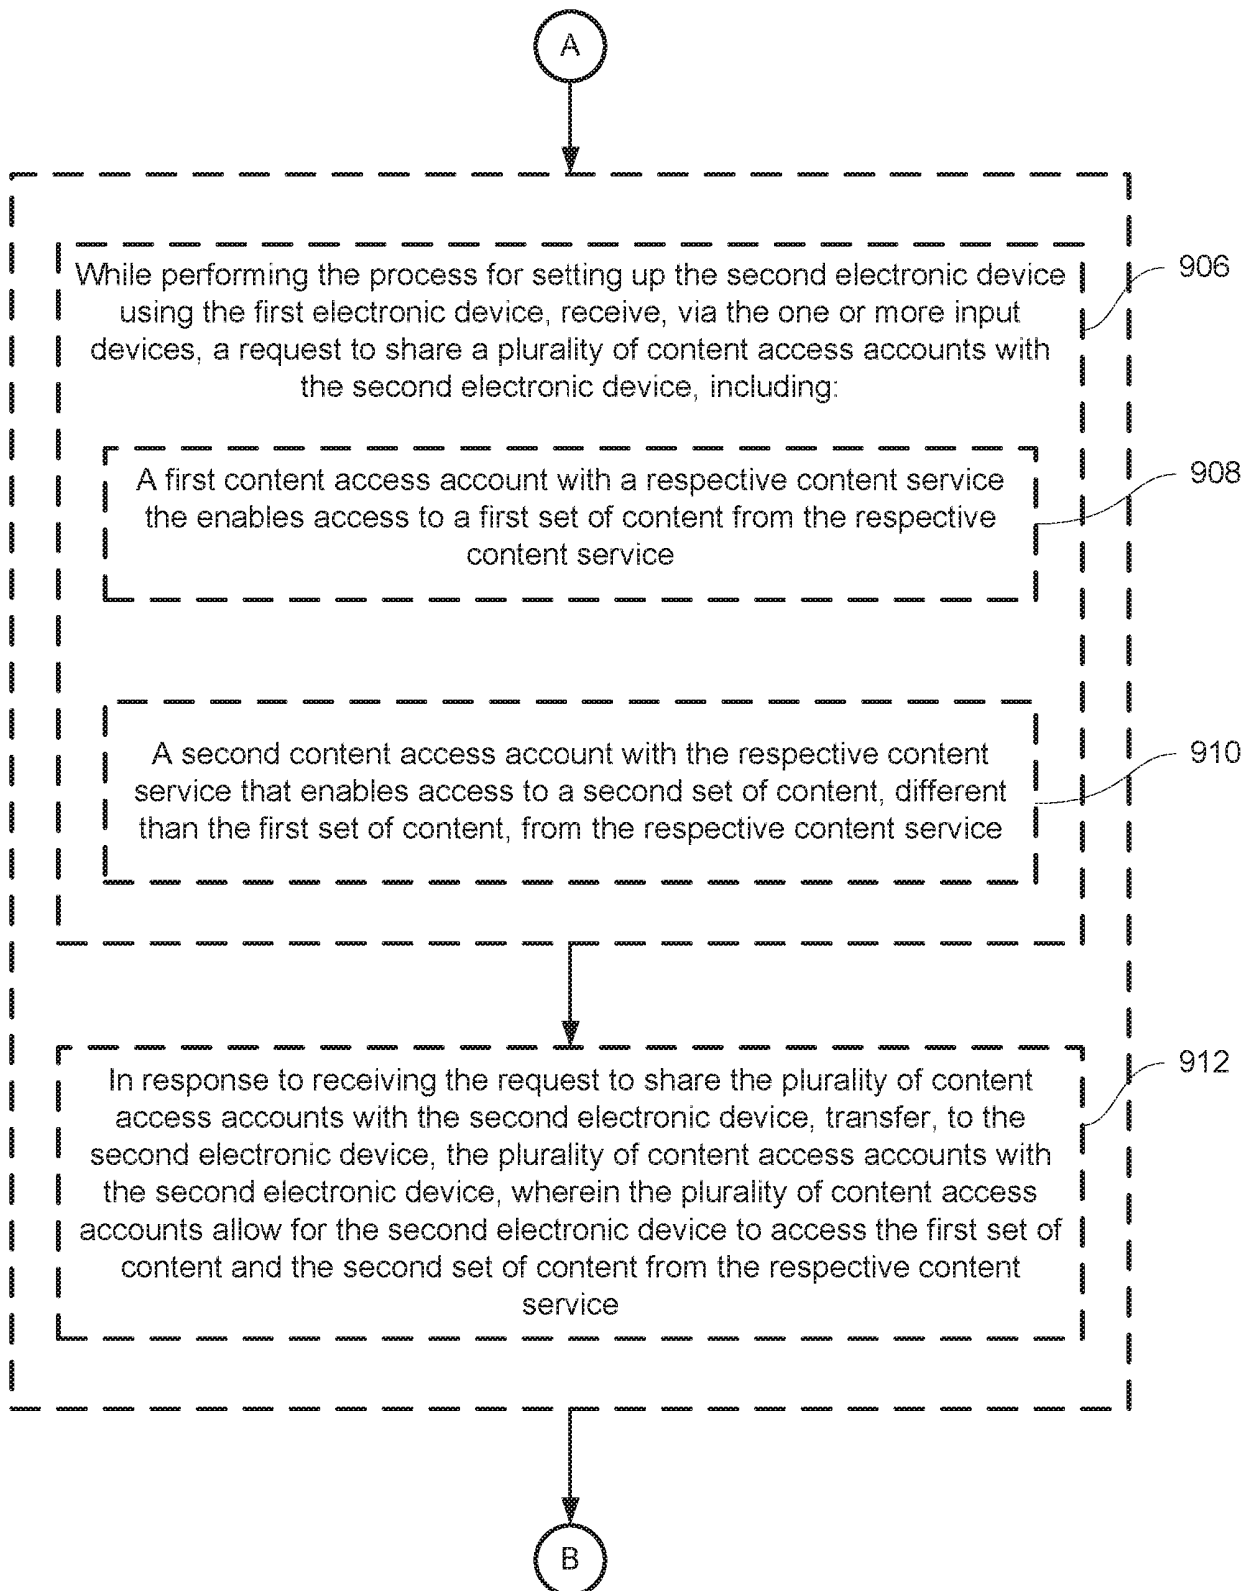 A
While performing the process for setting up the second electronic device
using the first electronic device, receive, via the one or more input
devices, a request to share a plurality of content access accounts with
the second electronic device, including:
906
A first content access account with a respective content service
the enables access to a first set of content from the respective
content service
908
A second content access account with the respective content
service that enables access to a second set of content, different
than the first set of content, from the respective content service
910
In response to receiving the request to share the plurality of content
access accounts with the second electronic device, transfer, to the
second electronic device, the plurality of content access accounts with
the second electronic device, wherein the plurality of content access
accounts allow for the second electronic device to access the first set of
content and the second set of content from the respective content
service
912
B